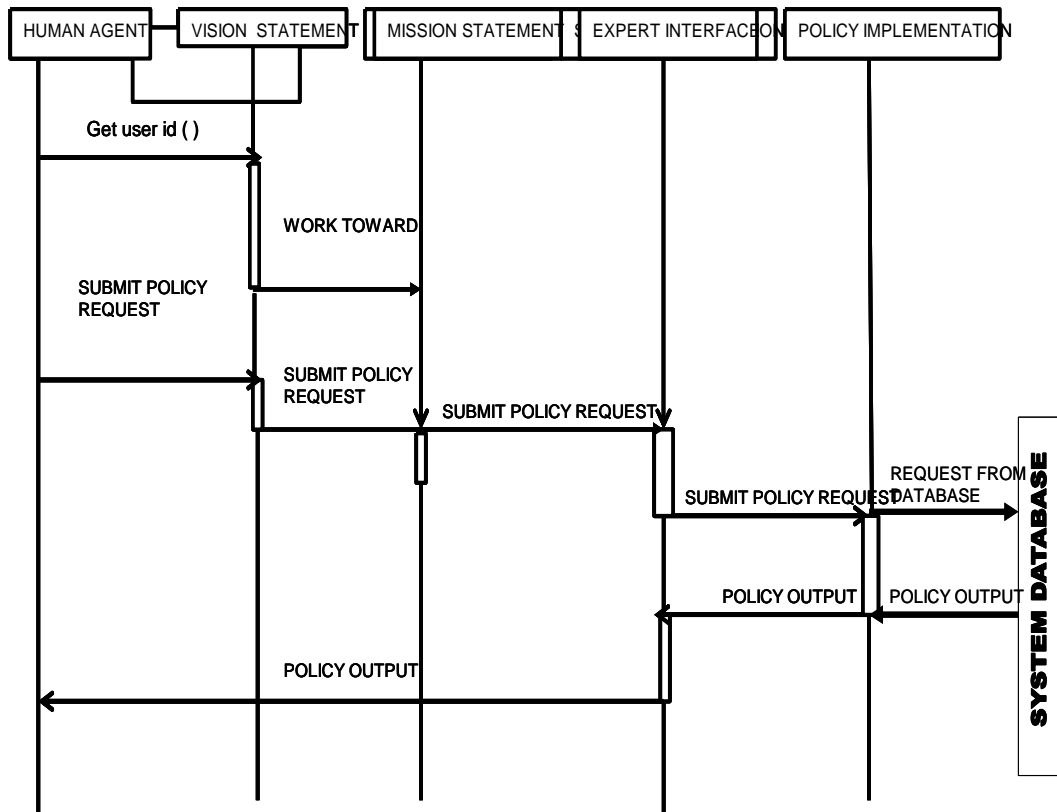 HUMAN AGENT
VISION STATEMENT
MISSION STATEMENT
EXPERT INTERFACE
POLICY IMPLEMENTATION
Get user id ( )
WORK TOWARD
SUBMIT POLICY
REQUEST
SUBMIT POLICY
REQUEST
SUBMIT POLICY REQUEST
SUBMIT POLICY REQUEST
REQUEST FROM
DATABASE
POLICY OUTPUT
POLICY OUTPUT
POLICY OUTPUT
SYSTEM DATABASE